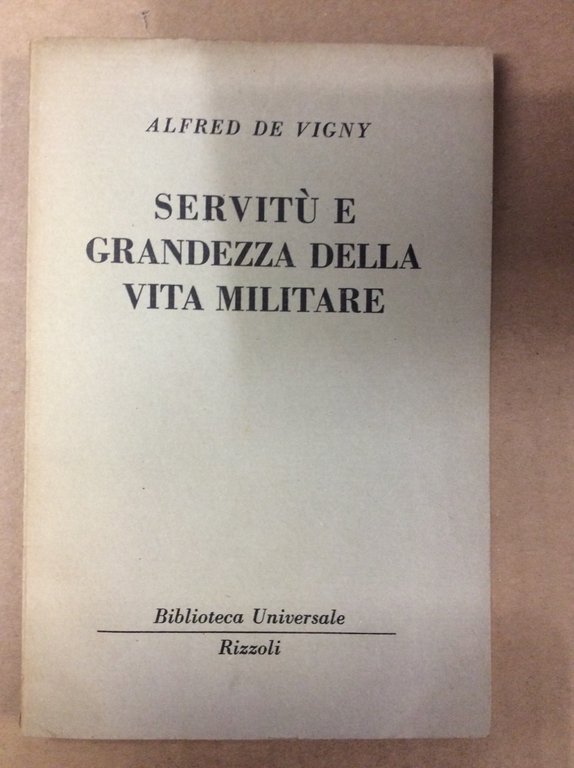 ALFRED DE VIGNY
SERVITÙ E
GRANDEZZA DELLA
VITA MILITARE
Biblioteca Universale
Rizzoli